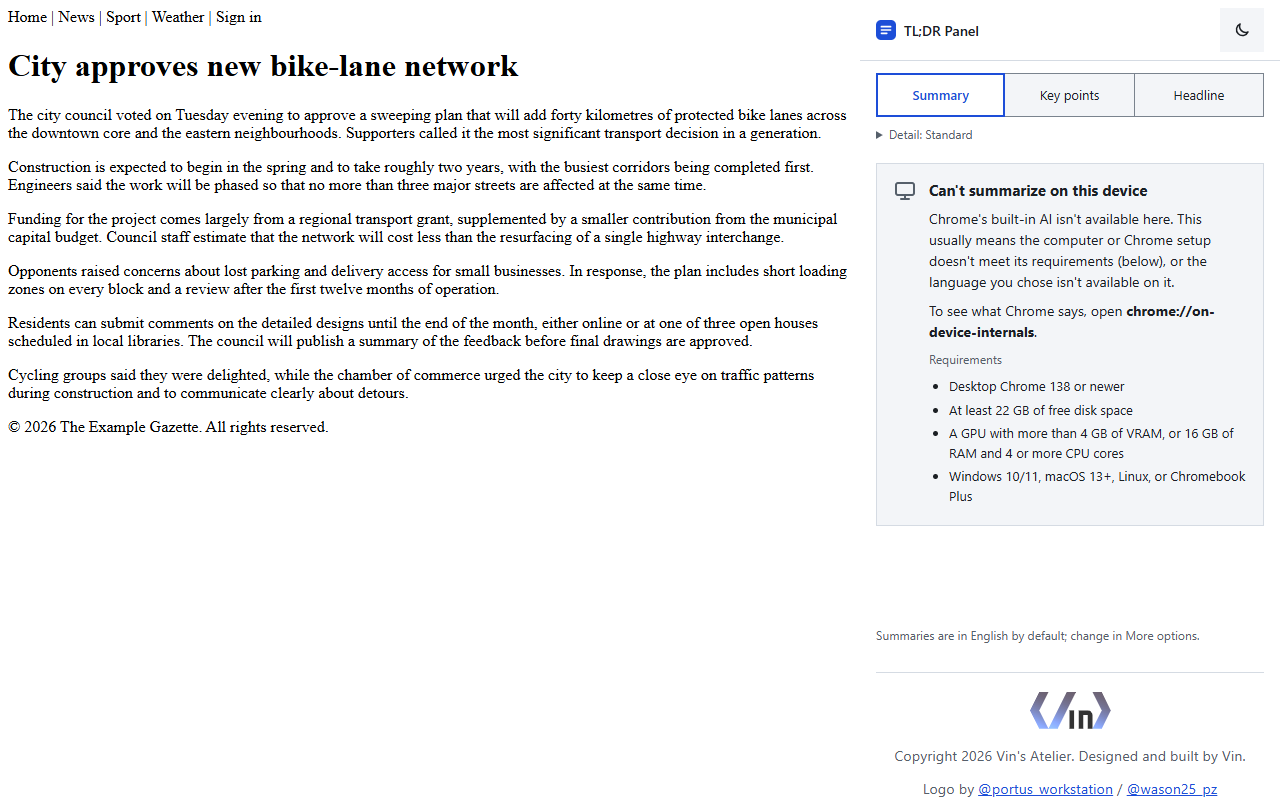 Home | News | Sport | Weather | Sign in
City approves new bike-lane network
The city council voted on Tuesday evening to approve a sweeping plan that will add forty kilometres of protected bike lanes across
the downtown core and the eastern neighbourhoods. Supporters called it the most significant transport decision in a generation.
Construction is expected to begin in the spring and to take roughly two years, with the busiest corridors being completed first.
Engineers said the work will be phased so that no more than three major streets are affected at the same time.
Funding for the project comes largely from a regional transport grant, supplemented by a smaller contribution from the municipal
capital budget. Council staff estimate that the network will cost less than the resurfacing of a single highway interchange.
Opponents raised concerns about lost parking and delivery access for small businesses. In response, the plan includes short loading
zones on every block and a review after the first twelve months of operation.
Residents can submit comments on the detailed designs until the end of the month, either online or at one of three open houses
scheduled in local libraries. The council will publish a summary of the feedback before final drawings are approved.
Cycling groups said they were delighted, while the chamber of commerce urged the city to keep a close eye on traffic patterns
during construction and to communicate clearly about detours.
© 2026 The Example Gazette. All rights reserved.
TL;DR Panel
Summary
Key points
Headline
Detail: Standard
Can't summarize on this device
Chrome's built-in AI isn't available here. This
usually means the computer or Chrome setup
doesn't meet its requirements (below), or the
language you chose isn't available on it.
To see what Chrome says, open chrome://on-
device-internals.
Requirements
• Desktop Chrome 138 or newer
• At least 22 GB of free disk space
• A GPU with more than 4 GB of VRAM, or 16 GB of
RAM and 4 or more CPU cores
• Windows 10/11, macOS 13+, Linux, or Chromebook
Plus
Summaries are in English by default; change in More options.
Vin
Copyright 2026 Vin's Atelier. Designed and built by Vin.
Logo by @portus_workstation / @wason25_pz